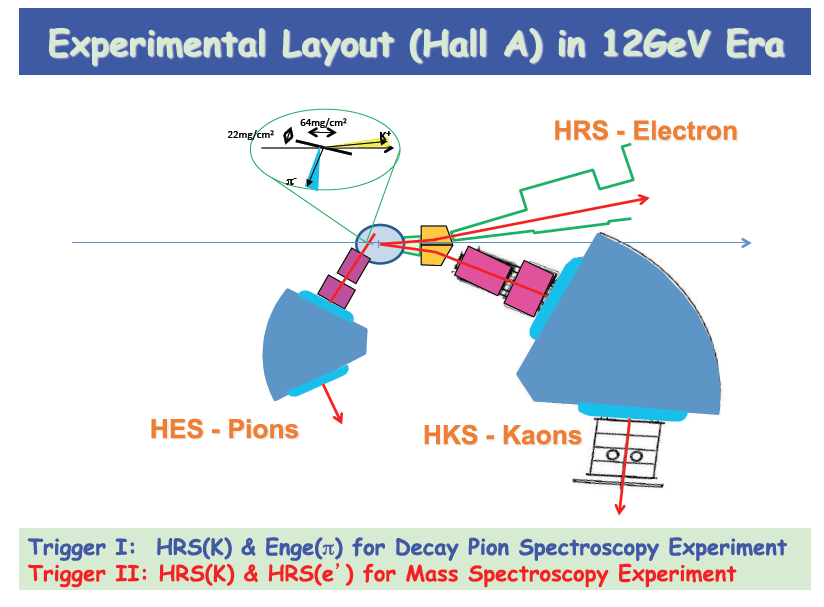 Experimental Layout (Hall A) in 12GeV Era
64mg/cm²
22mg/cm²
K⁺
π⁻
HRS - Electron
HES - Pions
HKS - Kaons
Trigger I: HRS(K) & Enge(π) for Decay Pion Spectroscopy Experiment
Trigger II: HRS(K) & HRS(e') for Mass Spectroscopy Experiment